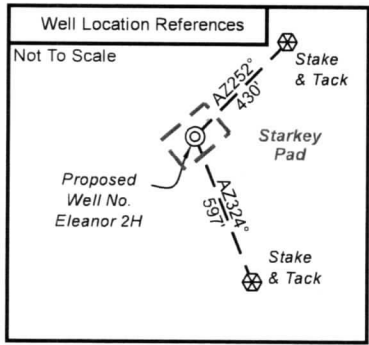 Well Location References
Not To Scale
AZ252°
430'
Stake
& Tack
Starkey
Pad
Proposed
Well No.
Eleanor 2H
AZ324°
597'
Stake
& Tack